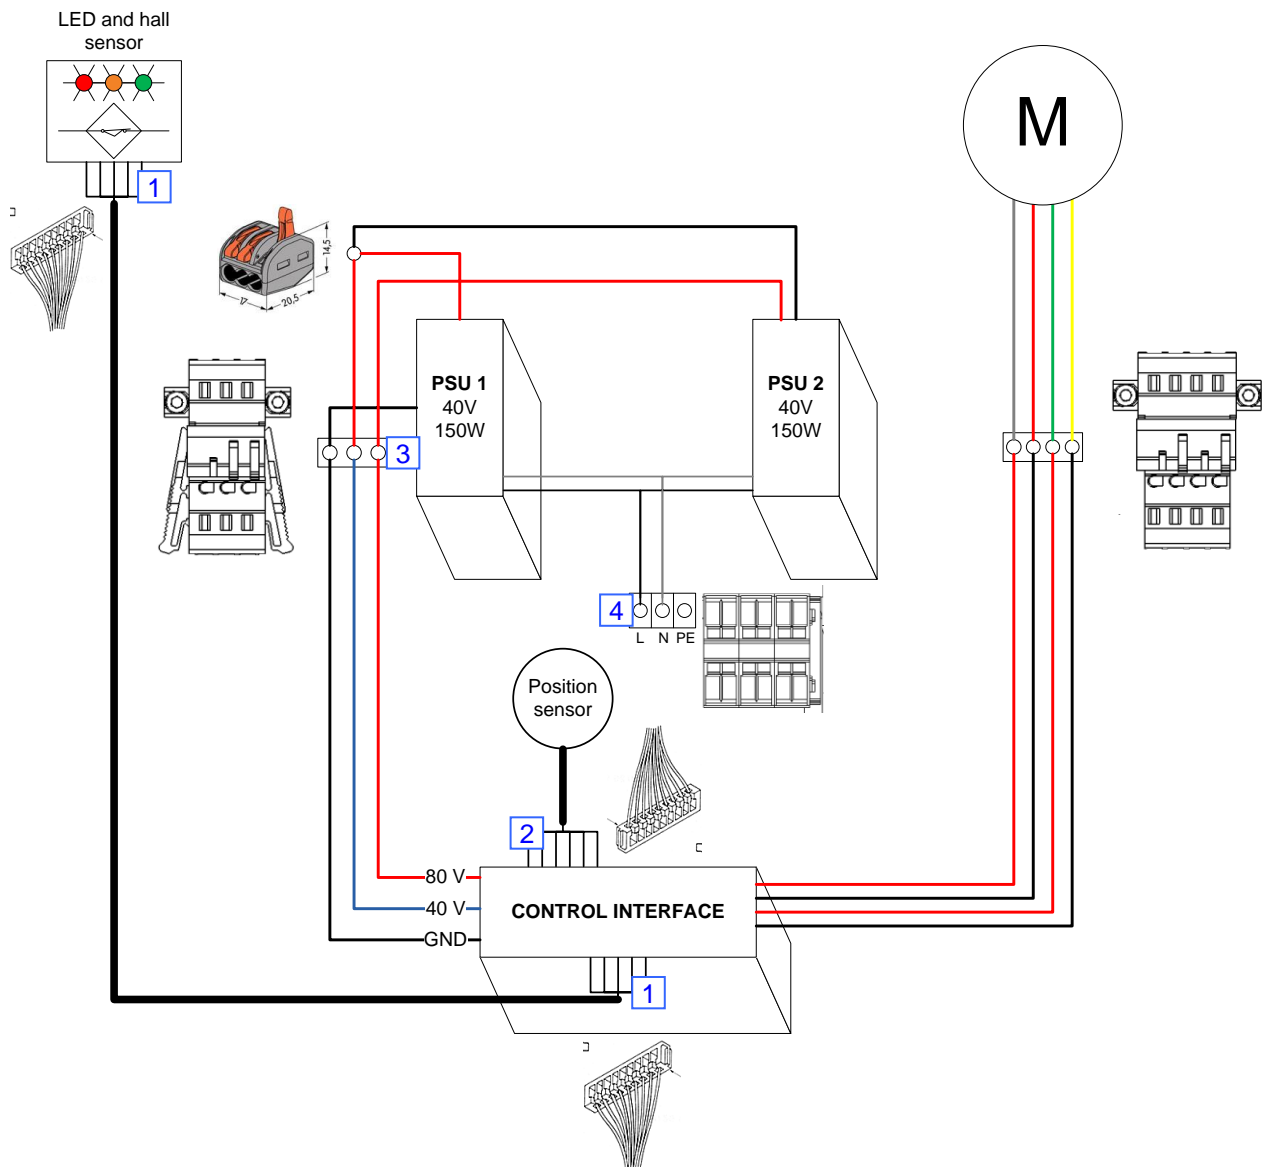 LED and hall
sensor
1
M
14,5
17
20,5
PSU 1
40V
150W
PSU 2
40V
150W
3
4
L N PE
Position
sensor
2
80 V
40 V
GND
CONTROL INTERFACE
1